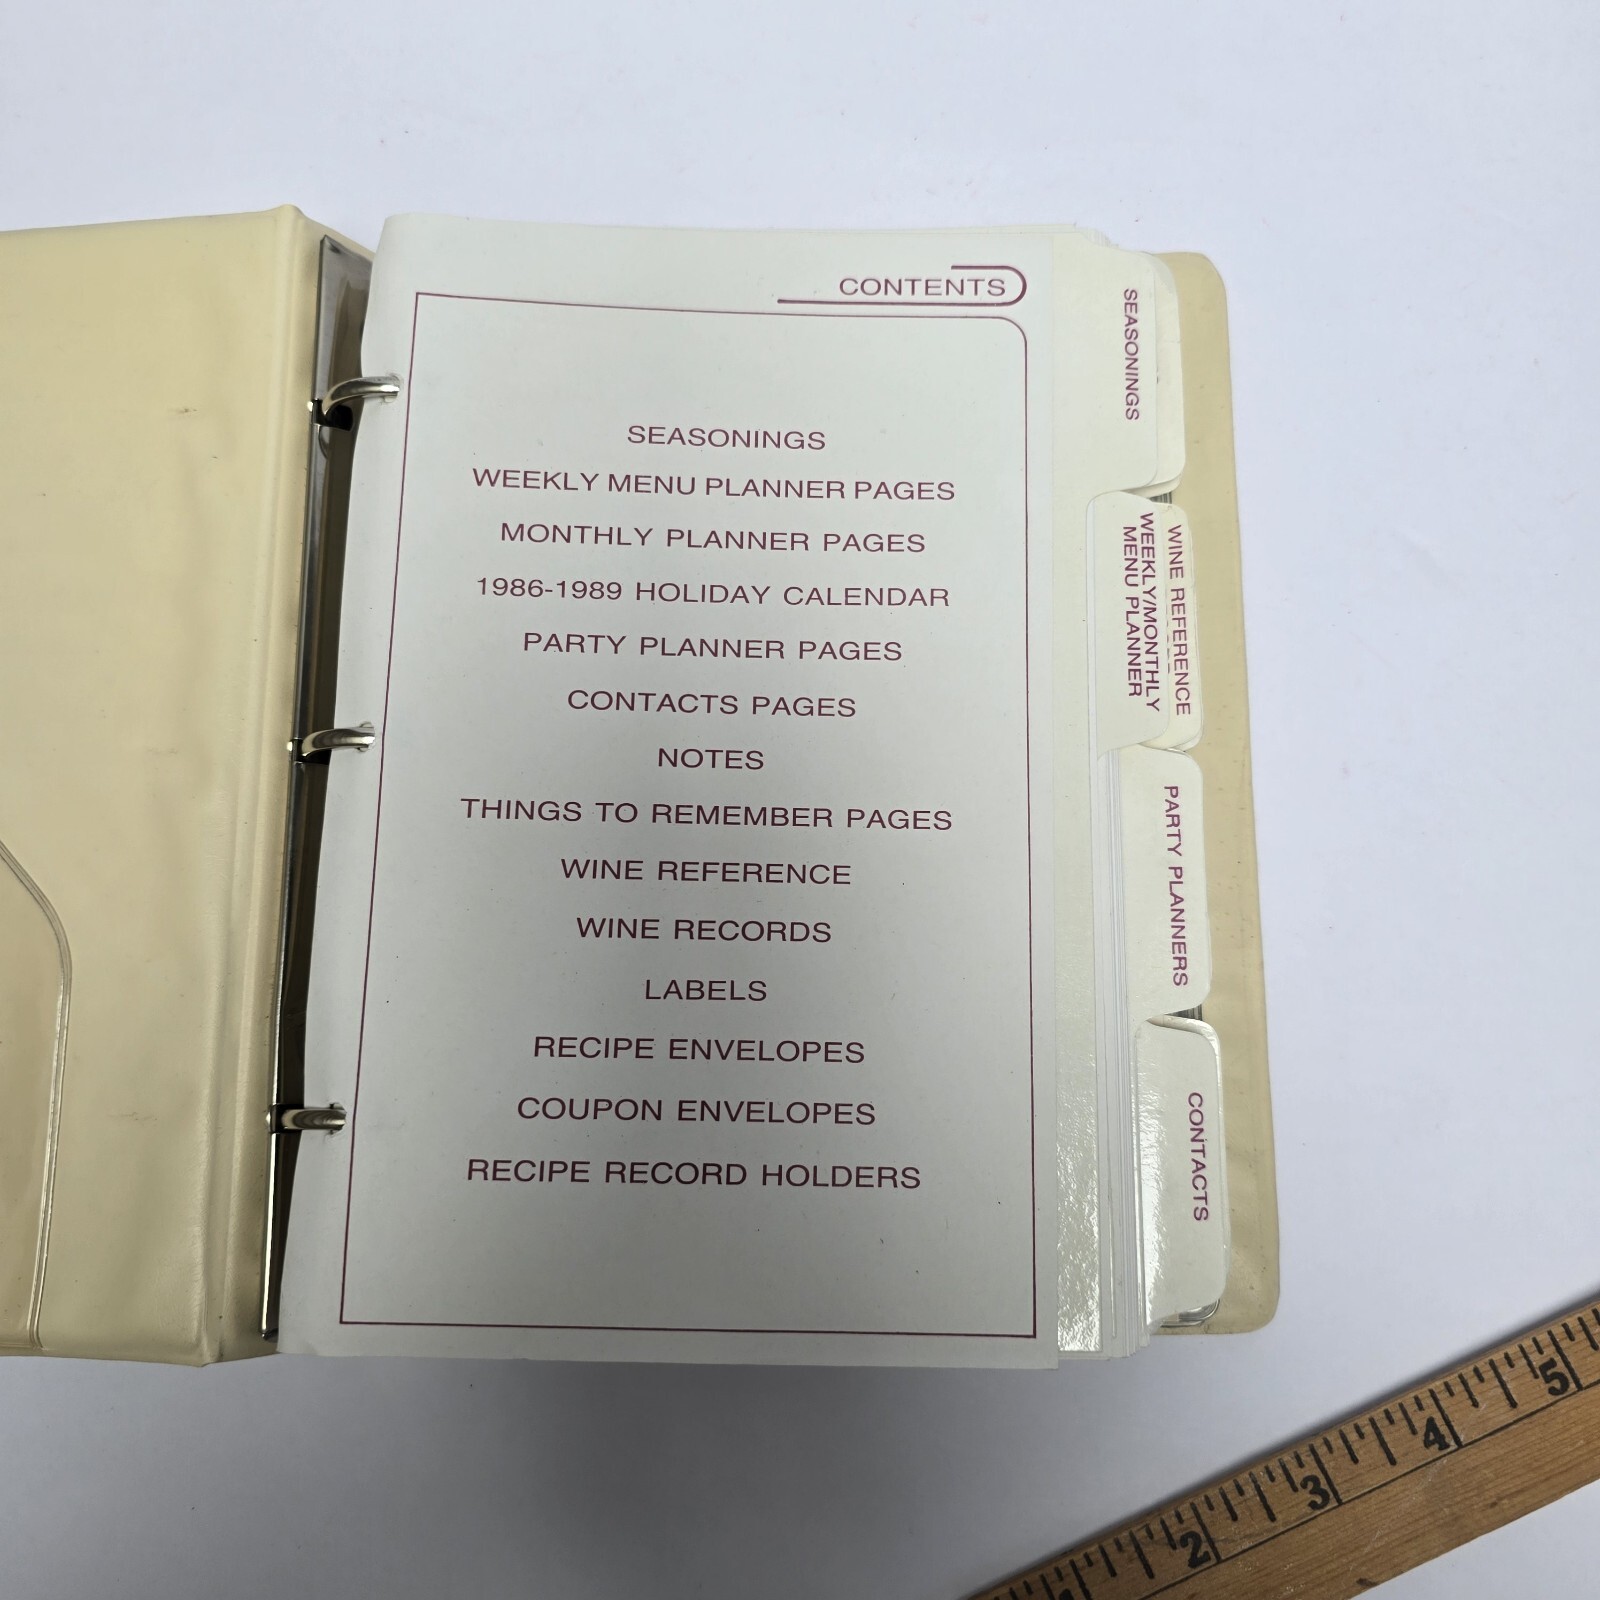 CONTENTS
SEASONINGS
WEEKLY MENU PLANNER PAGES
MONTHLY PLANNER PAGES
1986-1989 HOLIDAY CALENDAR
PARTY PLANNER PAGES
CONTACTS PAGES
NOTES
THINGS TO REMEMBER PAGES
WINE REFERENCE
WINE RECORDS
LABELS
RECIPE ENVELOPES
COUPON ENVELOPES
RECIPE RECORD HOLDERS
SEASONINGS
WINE REFERENCE
WEEKLY/MONTHLY
MENU PLANNER
PARTY PLANNERS
CONTACTS
1 2 3 4 5